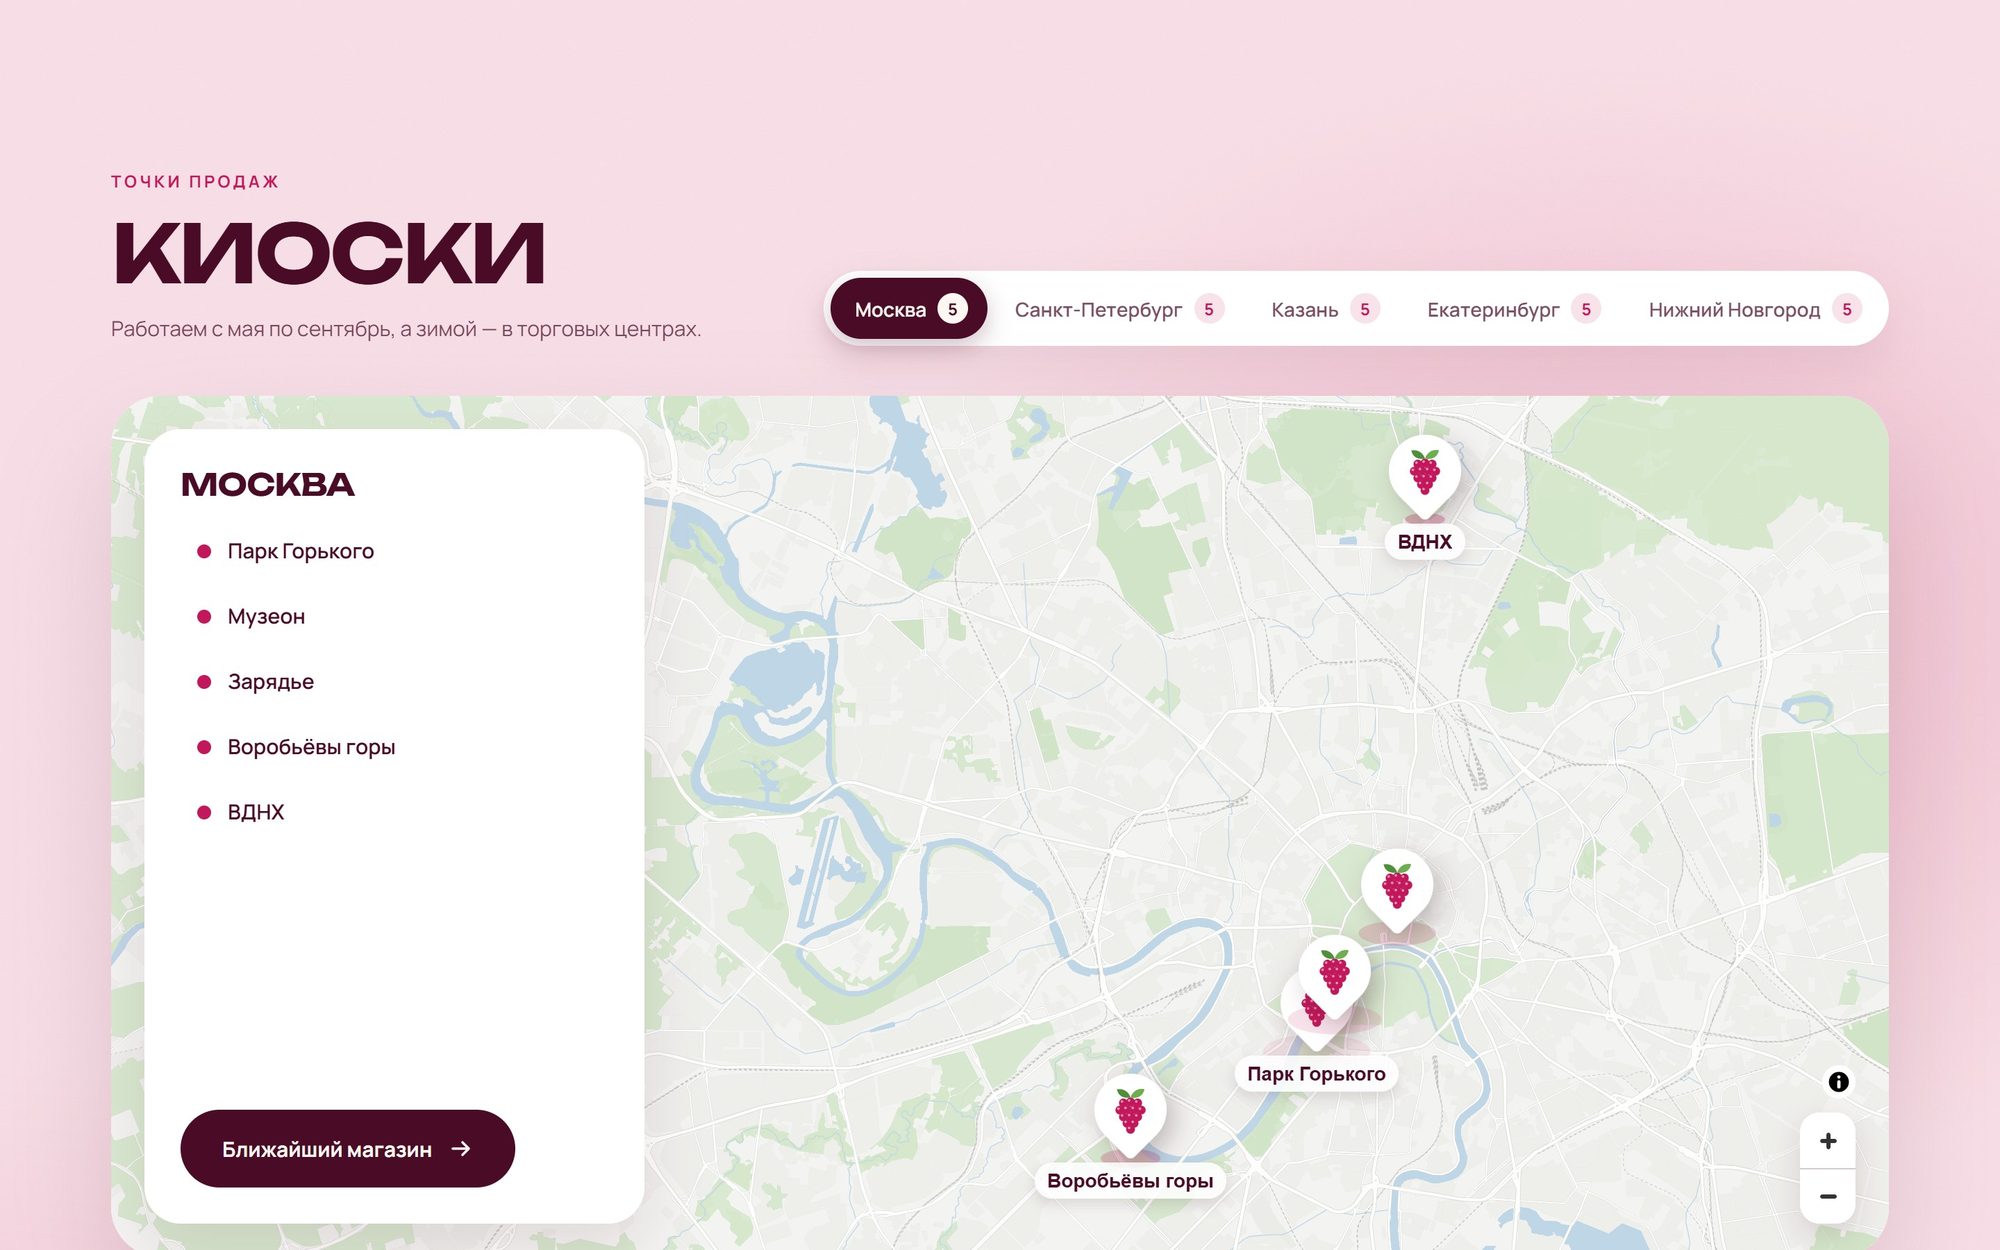 ТОЧКИ ПРОДАЖ
КИОСКИ
Работаем с мая по сентябрь, а зимой — в торговых центрах.
Москва 5 Санкт-Петербург 5 Казань 5 Екатеринбург 5 Нижний Новгород 5
МОСКВА
Парк Горького
Музеон
Зарядье
Воробьёвы горы
ВДНХ
Ближайший магазин →
ВДНХ
Парк Горького
Воробьёвы горы
i
+
−